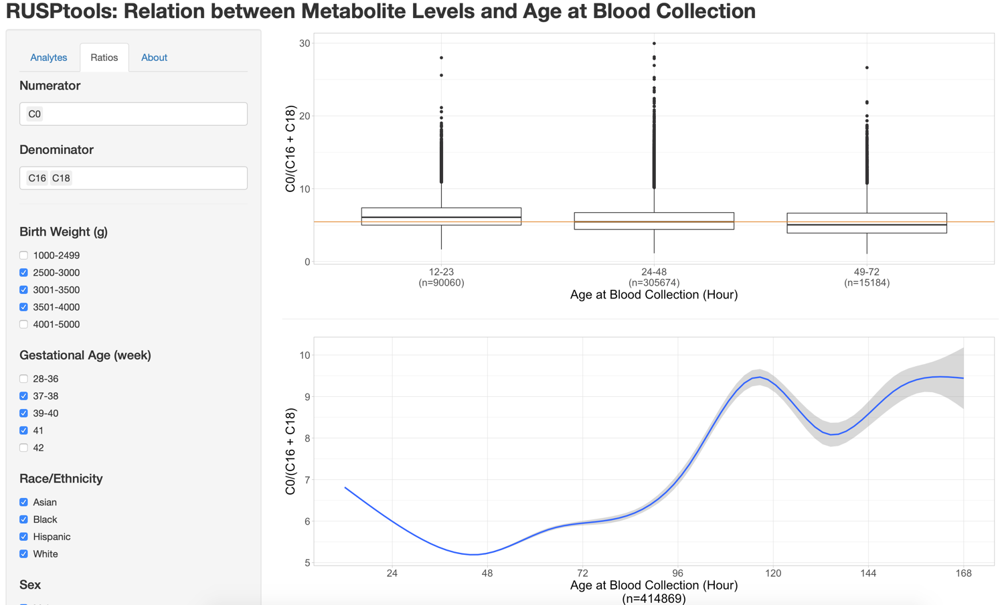 RUSPtools: Relation between Metabolite Levels and Age at Blood Collection
Analytes
Ratios
About
Numerator
C0
Denominator
C16 C18
Birth Weight (g)
1000-2499
2500-3000
3001-3500
3501-4000
4001-5000
Gestational Age (week)
28-36
37-38
39-40
41
42
Race/Ethnicity
Asian
Black
Hispanic
White
Sex
30
20
10
0
C0/(C16 + C18)
12-23
(n=90060)
24-48
(n=305674)
49-72
(n=15184)
Age at Blood Collection (Hour)
10
9
8
7
6
5
C0/(C16 + C18)
24
48
72
96
120
144
168
Age at Blood Collection (Hour)
(n=414869)